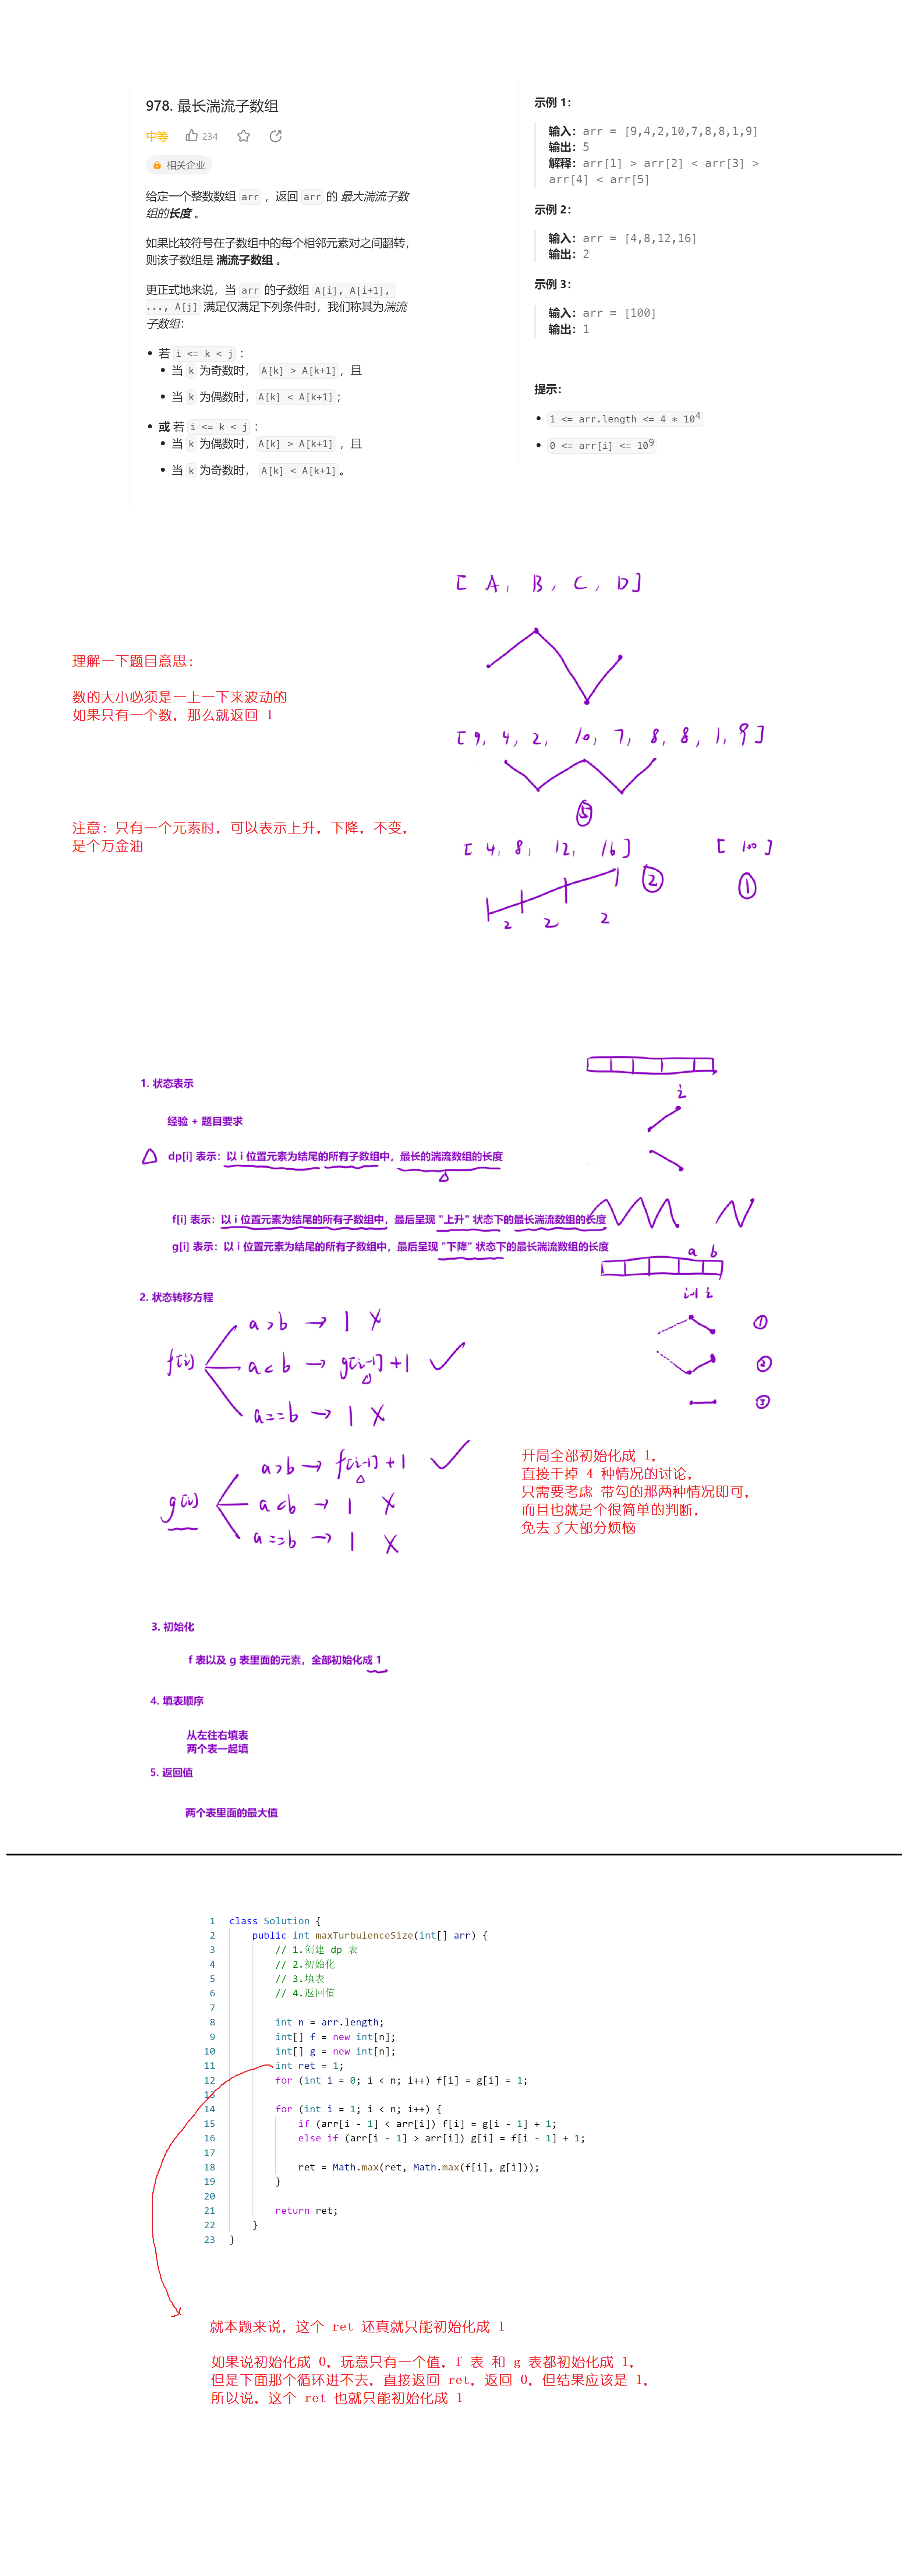 978. 最长湍流子数组
中等 234
相关企业
给定一个整数数组 arr ，返回 arr 的 最大湍流子数
组的长度 。
如果比较符号在子数组中的每个相邻元素对之间翻转，
则该子数组是 湍流子数组 。
更正式地来说，当 arr 的子数组 A[i], A[i+1],
..., A[j] 满足仅满足下列条件时，我们称其为湍流
子数组：
• 若 i <= k < j ：
• 当 k 为奇数时， A[k] > A[k+1]，且
• 当 k 为偶数时，A[k] < A[k+1]；
• 或 若 i <= k < j ：
• 当 k 为偶数时，A[k] > A[k+1] ，且
• 当 k 为奇数时， A[k] < A[k+1]。
示例 1：
输入：arr = [9,4,2,10,7,8,8,1,9]
输出：5
解释：arr[1] > arr[2] < arr[3] >
arr[4] < arr[5]
示例 2：
输入：arr = [4,8,12,16]
输出：2
示例 3：
输入：arr = [100]
输出：1
提示：
• 1 <= arr.length <= 4 * 10^4
• 0 <= arr[i] <= 10^9
[ A, B, C, D]
理解一下题目意思：
数的大小必须是一上一下来波动的
如果只有一个数，那么就返回 1
[9, 4, 2, 10, 7, 8, 8, 1, 9]
⑤
注意：只有一个元素时，可以表示上升，下降，不变，
是个万金油
[ 4, 8, 12, 16 ] ②
2 2 2
[ 100 ]
①
1. 状态表示
经验 + 题目要求
dp[i] 表示：以 i 位置元素为结尾的所有子数组中，最长的湍流数组的长度
i
f[i] 表示：以 i 位置元素为结尾的所有子数组中，最后呈现 "上升" 状态下的最长湍流数组的长度
g[i] 表示：以 i 位置元素为结尾的所有子数组中，最后呈现 "下降" 状态下的最长湍流数组的长度
a b
i-1 i
①
②
③
2. 状态转移方程
f[i]
a>b → 1 ×
a<b → g[i-1]+1 ✓
a==b → 1 ×
g[i]
a>b → f[i-1]+1 ✓
a<b → 1 ×
a==b → 1 ×
开局全部初始化成 1，
直接干掉 4 种情况的讨论，
只需要考虑 带勾的那两种情况即可，
而且也就是个很简单的判断，
免去了大部分烦恼
3. 初始化
f 表以及 g 表里面的元素，全部初始化成 1
4. 填表顺序
从左往右填表
两个表一起填
5. 返回值
两个表里面的最大值
1 class Solution {
2 public int maxTurbulenceSize(int[] arr) {
3 // 1.创建 dp 表
4 // 2.初始化
5 // 3.填表
6 // 4.返回值
7
8 int n = arr.length;
9 int[] f = new int[n];
10 int[] g = new int[n];
11 int ret = 1;
12 for (int i = 0; i < n; i++) f[i] = g[i] = 1;
13
14 for (int i = 1; i < n; i++) {
15 if (arr[i - 1] < arr[i]) f[i] = g[i - 1] + 1;
16 else if (arr[i - 1] > arr[i]) g[i] = f[i - 1] + 1;
17
18 ret = Math.max(ret, Math.max(f[i], g[i]));
19 }
20
21 return ret;
22 }
23 }
就本题来说，这个 ret 还真就只能初始化成 1
如果说初始化成 0，玩意只有一个值，f 表 和 g 表都初始化成 1，
但是下面那个循环进不去，直接返回 ret，返回 0，但结果应该是 1，
所以说，这个 ret 也就只能初始化成 1